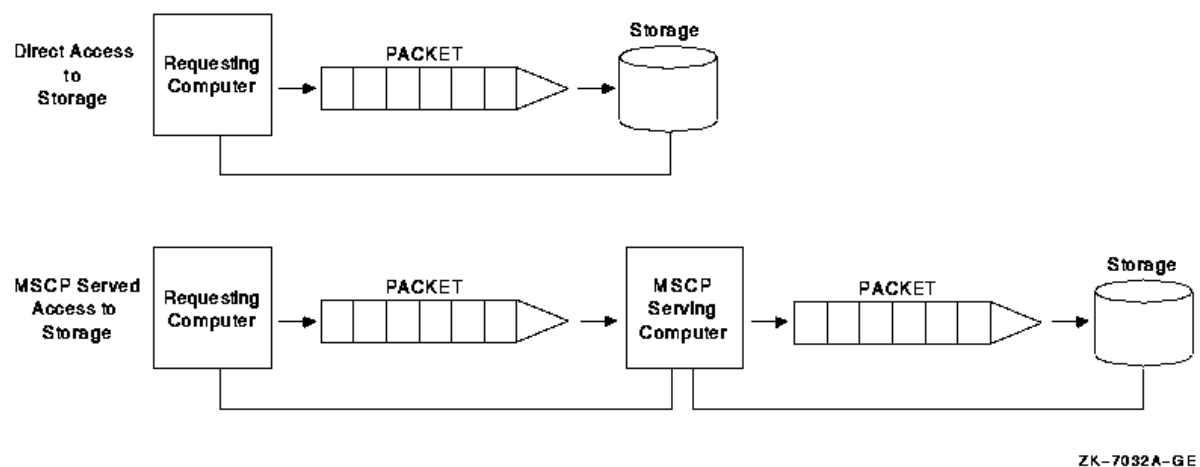 Direct Access
to
Storage
Requesting
Computer
PACKET
Storage
MSCP Served
Access to
Storage
Requesting
Computer
PACKET
MSCP
Serving
Computer
PACKET
Storage
ZK-7032A-GE